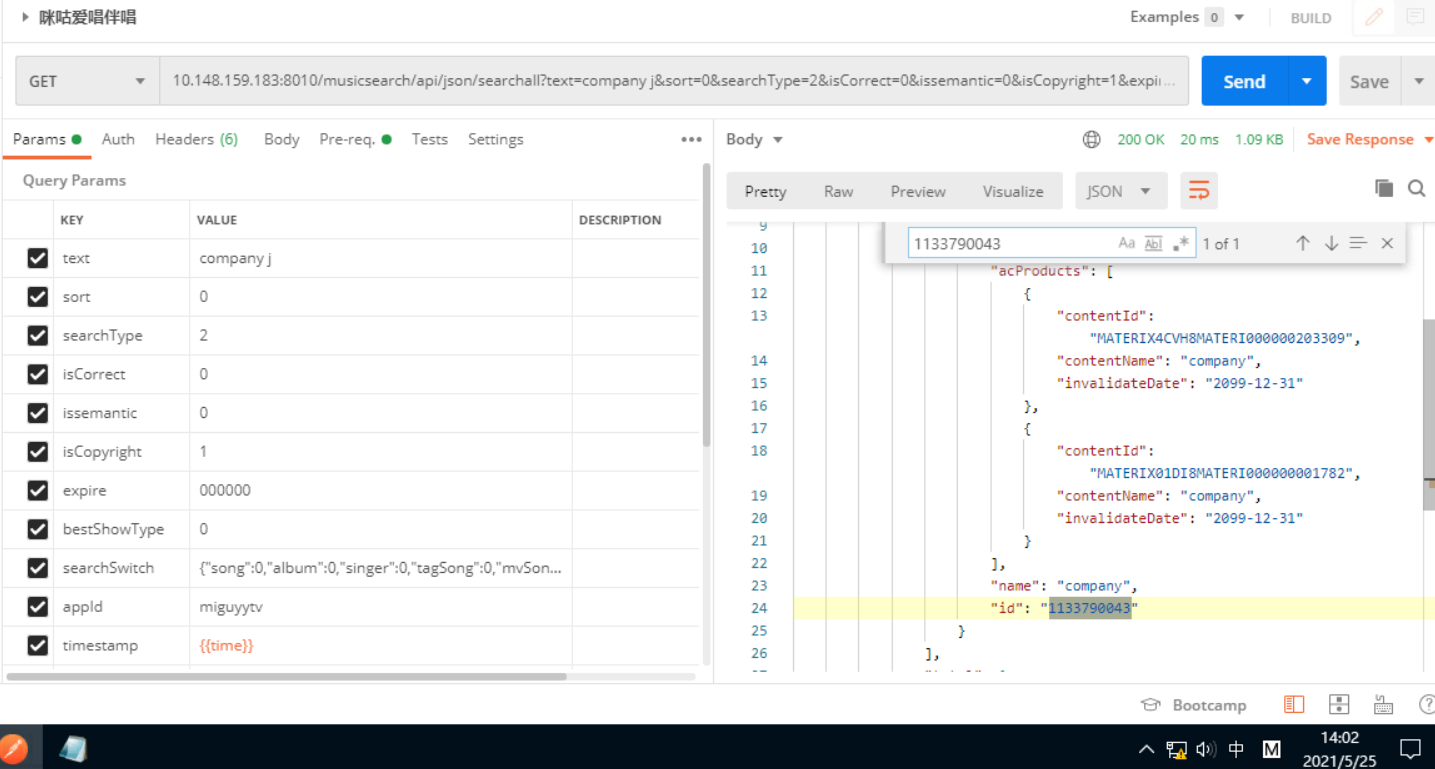 咪咕爱唱伴唱
Examples 0
BUILD
GET
10.148.159.183:8010/musicsearch/api/json/searchall?text=company j&sort=0&searchType=2&isCorrect=0&issemantic=0&isCopyright=1&expir...
Send
Save
Params
Auth
Headers (6)
Body
Pre-req.
Tests
Settings
Body
200 OK
20 ms
1.09 KB
Save Response
Query Params
Pretty
Raw
Preview
Visualize
JSON
KEY
VALUE
DESCRIPTION
text
company j
sort
0
searchType
2
isCorrect
0
issemantic
0
isCopyright
1
expire
000000
bestShowType
0
searchSwitch
{"song":0,"album":0,"singer":0,"tagSong":0,"mvSon...
appId
miguyytv
timestamp
{{time}}
1133790043
Aa
Abl
.*
1 of 1
9
10
11 "acProducts": [
12 {
13 "contentId":
"MATERIX4CVH8MATERI000000203309",
14 "contentName": "company",
15 "invalidateDate": "2099-12-31"
16 },
17 {
18 "contentId":
"MATERIX01DI8MATERI000000001782",
19 "contentName": "company",
20 "invalidateDate": "2099-12-31"
21 }
22 ],
23 "name": "company",
24 "id": "1133790043"
25 }
26 ],
Bootcamp
中
M
14:02
2021/5/25